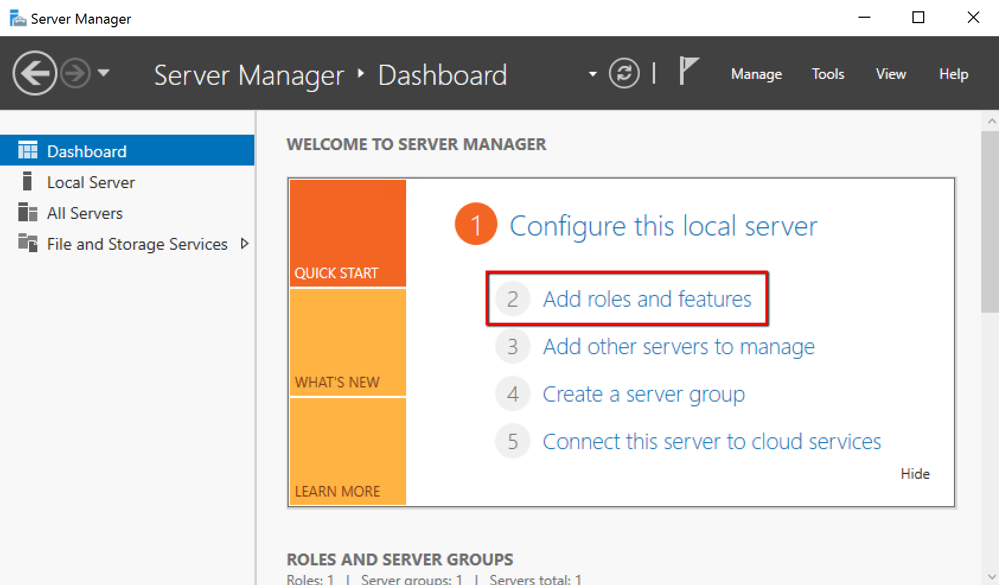 Server Manager
Server Manager Dashboard
Manage Tools View Help
Dashboard
Local Server
All Servers
File and Storage Services
WELCOME TO SERVER MANAGER
QUICK START
WHAT'S NEW
LEARN MORE
1 Configure this local server
2 Add roles and features
3 Add other servers to manage
4 Create a server group
5 Connect this server to cloud services
Hide
ROLES AND SERVER GROUPS
Roles: 1 | Server groups: 1 | Servers total: 1